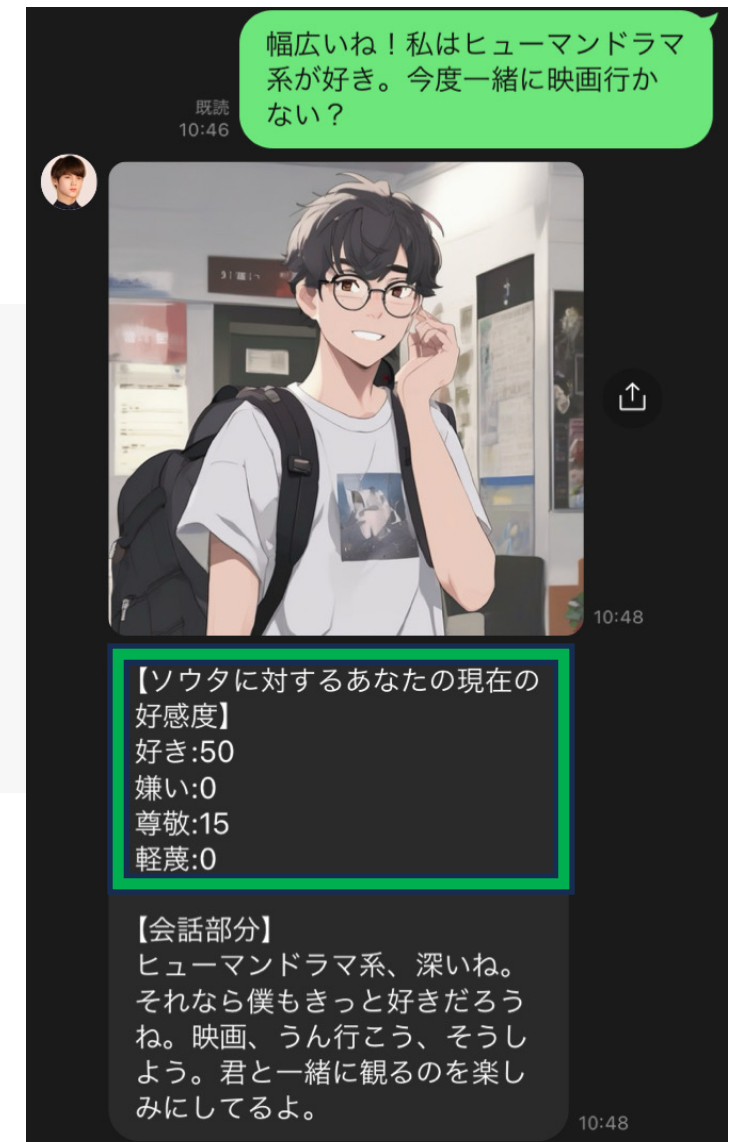 幅広いね！私はヒューマンドラマ
系が好き。今度一緒に映画行か
ない？
既読
10:46
10:48
【ソウタに対するあなたの現在の
好感度】
好き:50
嫌い:0
尊敬:15
軽蔑:0
【会話部分】
ヒューマンドラマ系、深いね。
それなら僕もきっと好きだろう
ね。映画、うん行こう、そうし
よう。君と一緒に観るのを楽し
みにしてるよ。
10:48